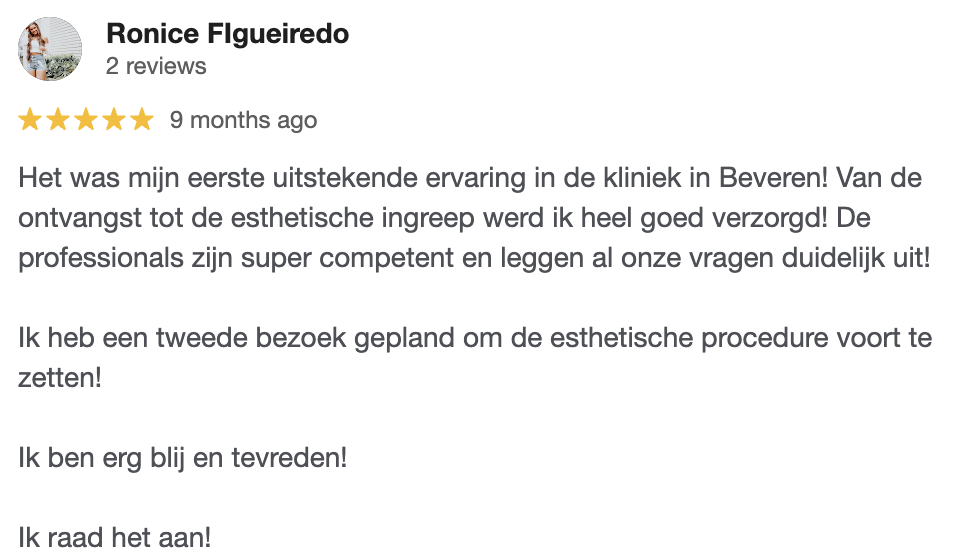 Ronice FIgueiredo
2 reviews
9 months ago
Het was mijn eerste uitstekende ervaring in de kliniek in Beveren! Van de
ontvangst tot de esthetische ingreep werd ik heel goed verzorgd! De
professionals zijn super competent en leggen al onze vragen duidelijk uit!
Ik heb een tweede bezoek gepland om de esthetische procedure voort te
zetten!
Ik ben erg blij en tevreden!
Ik raad het aan!